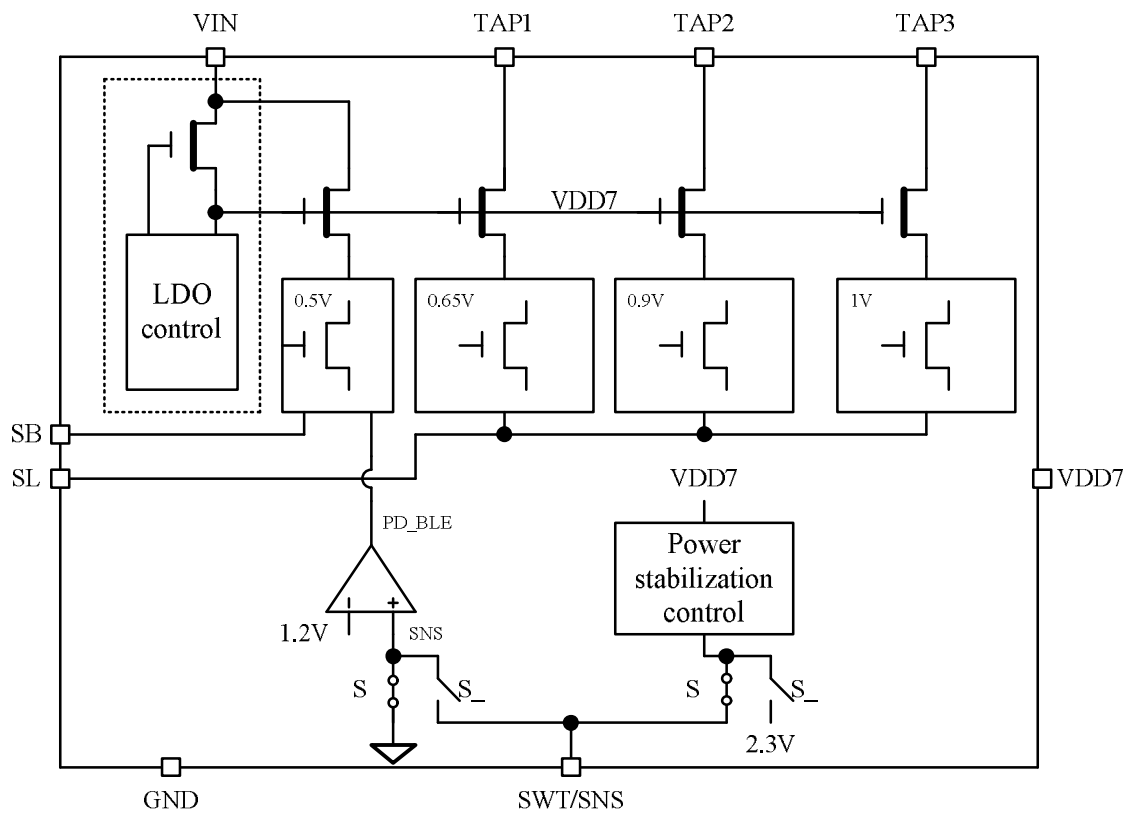 VIN
TAP1
TAP2
TAP3
VDD7
LDO
control
0.5V
0.65V
0.9V
1V
SB
SL
VDD7
VDD7
PD_BLE
Power
stabilization
control
1.2V
SNS
S
S_
S
S_
2.3V
GND
SWT/SNS